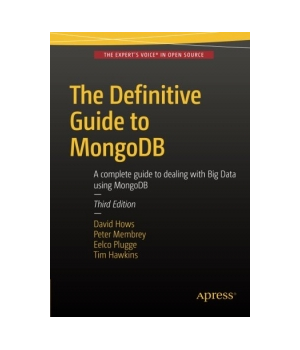 THE EXPERT'S VOICE® IN OPEN SOURCE
The Definitive
Guide to
MongoDB
A complete guide to dealing with Big Data
using MongoDB
—
Third Edition
—
David Hows
Peter Membrey
Eelco Plugge
Tim Hawkins
Apress®